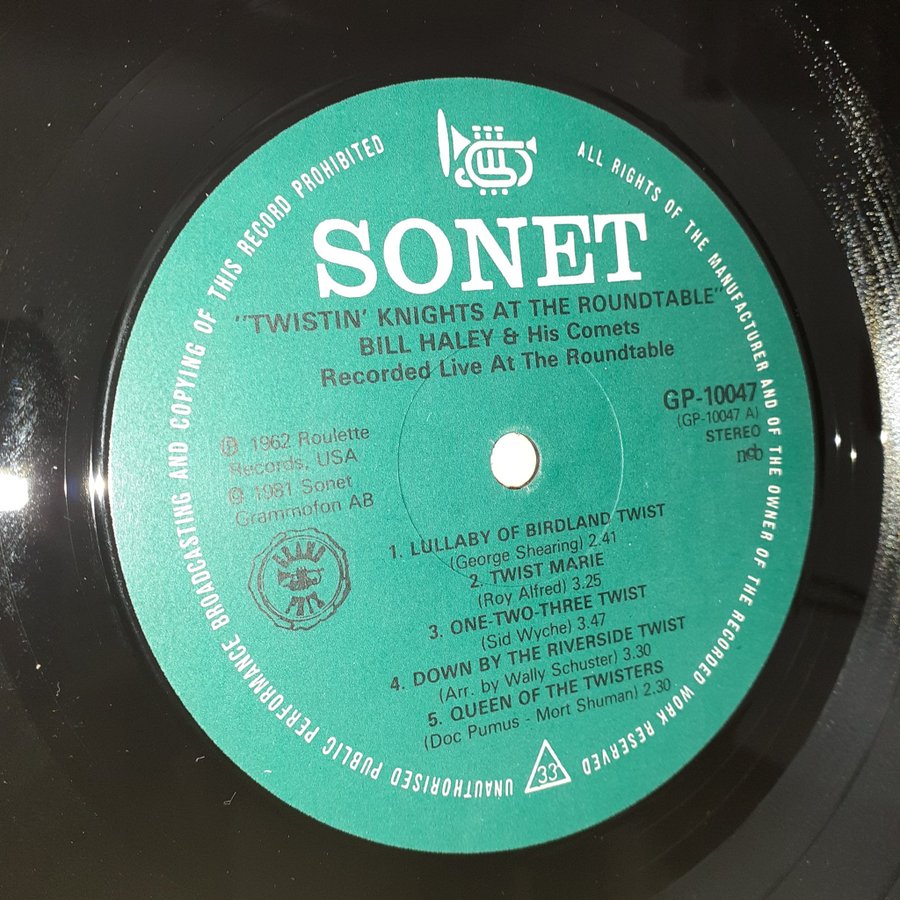 SONET
"TWISTIN' KNIGHTS AT THE ROUNDTABLE"
BILL HALEY & His Comets
Recorded Live At The Roundtable
GP-10047
(GP-10047 A)
STEREO
ncb
Ⓟ 1962 Roulette
Records, USA
© 1981 Sonet
Grammofon AB
1. LULLABY OF BIRDLAND TWIST
(George Shearing) 2.41
2. TWIST MARIE
(Roy Alfred) 3.25
3. ONE-TWO-THREE TWIST
(Sid Wyche) 3.47
4. DOWN BY THE RIVERSIDE TWIST
(Arr. by Wally Schuster) 3.30
5. QUEEN OF THE TWISTERS
(Doc Pumus - Mort Shuman) 2.30
33
ALL RIGHTS OF THE MANUFACTURER AND OF THE OWNER OF THE RECORDED WORK RESERVED
UNAUTHORISED PUBLIC PERFORMANCE BROADCASTING AND COPYING OF THIS RECORD PROHIBITED